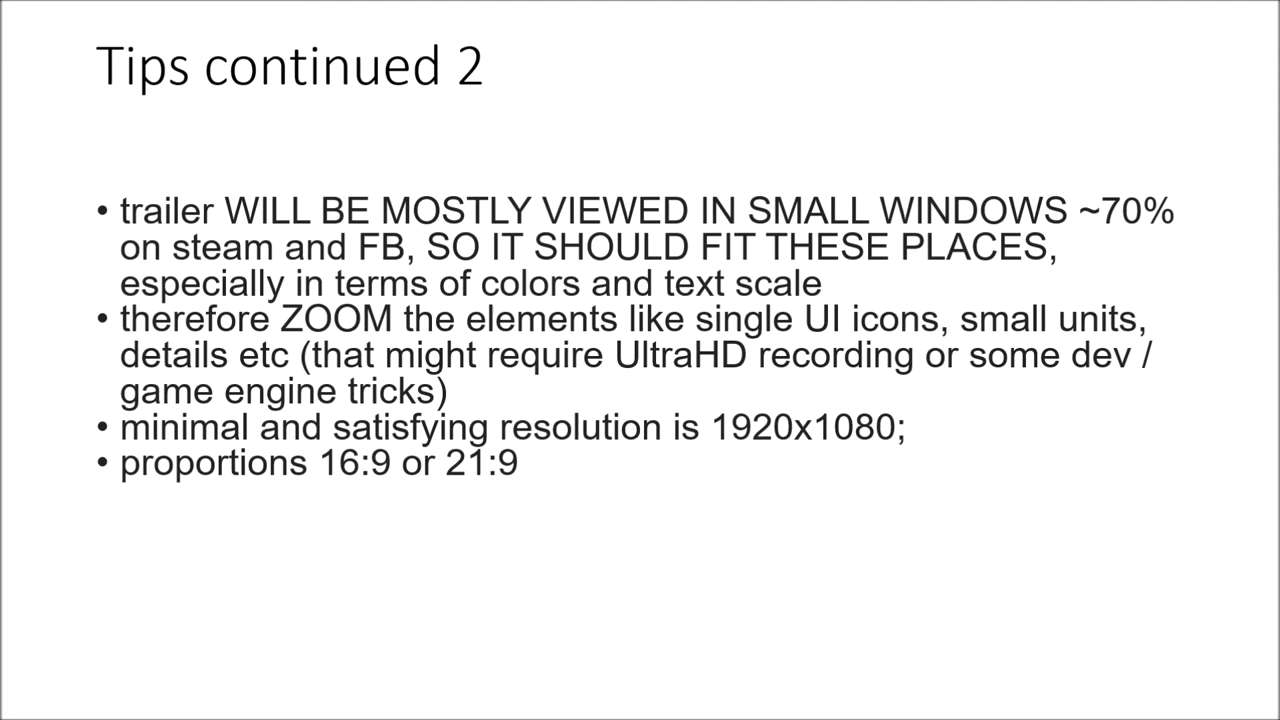 Tips continued 2
• trailer WILL BE MOSTLY VIEWED IN SMALL WINDOWS ~70%
on steam and FB, SO IT SHOULD FIT THESE PLACES,
especially in terms of colors and text scale
• therefore ZOOM the elements like single UI icons, small units,
details etc (that might require UltraHD recording or some dev /
game engine tricks)
• minimal and satisfying resolution is 1920x1080;
• proportions 16:9 or 21:9